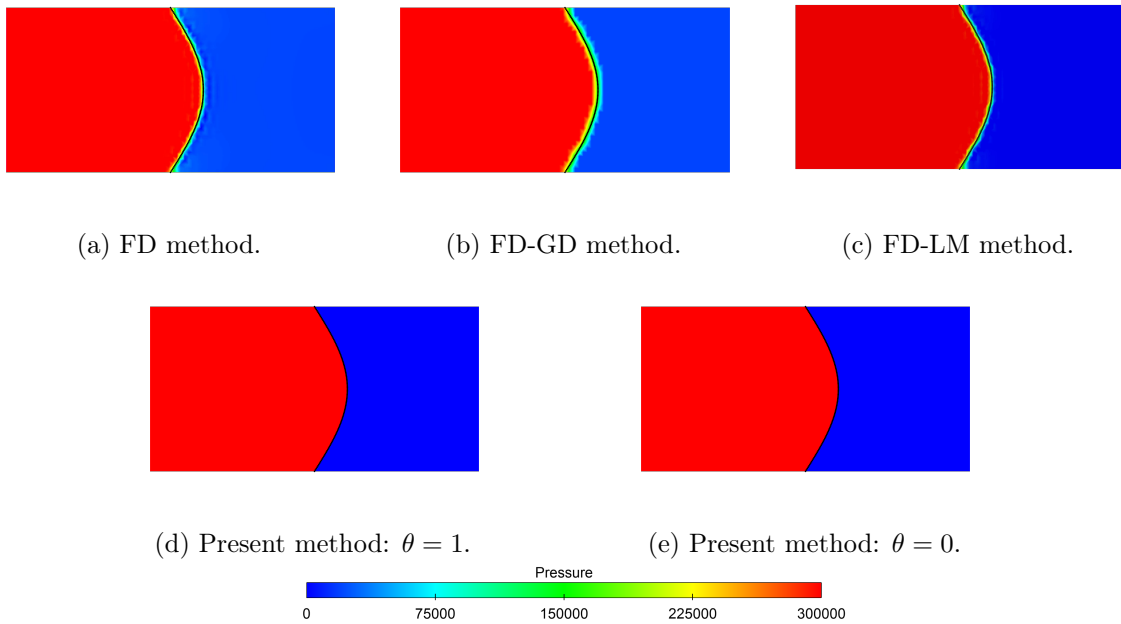 (a) FD method.
(b) FD-GD method.
(c) FD-LM method.
(d) Present method: θ = 1.
(e) Present method: θ = 0.
Pressure
0 75000 150000 225000 300000